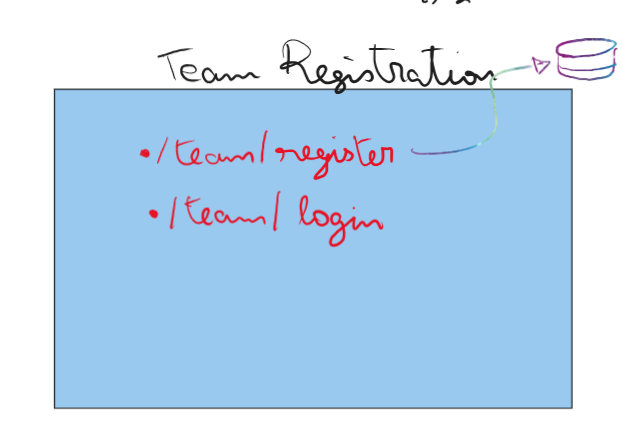 Team Registration
• /team/register
• /team/ login